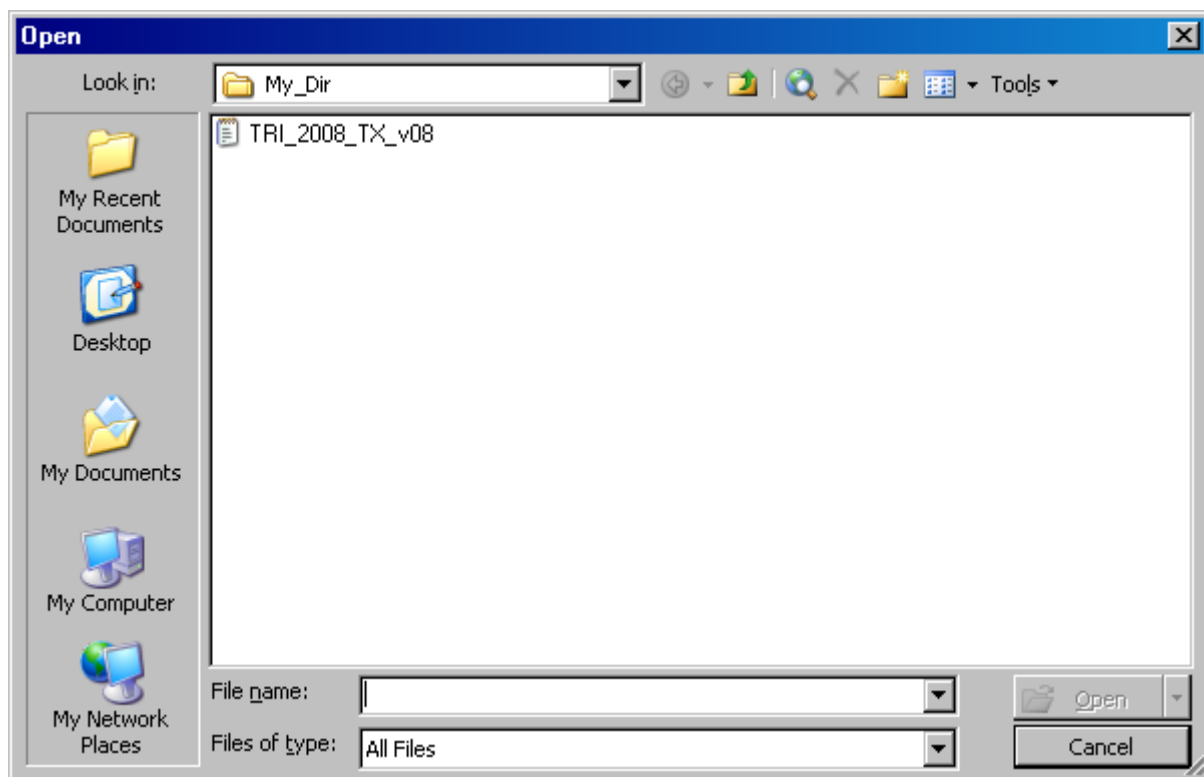 Open
Look in:
My_Dir
Tools
TRI_2008_TX_v08
My Recent
Documents
Desktop
My Documents
My Computer
My Network
Places
File name:
Open
Files of type:
All Files
Cancel